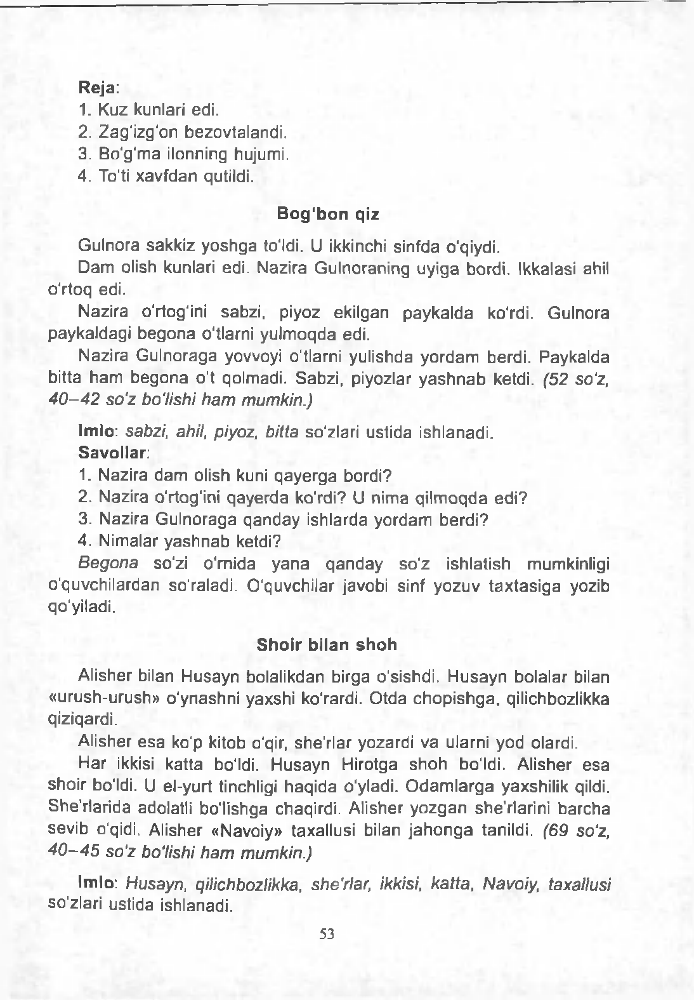 Reja:
1. Kuz kunlari edi.
2. Zag'izg'on bezovtalandi.
3. Bo'g'ma ilonning hujumi.
4. To'ti xavfdan qutildi.
Bog'bon qiz
Gulnora sakkiz yoshga to'ldi. U ikkinchi sinfda o'qiydi.
Dam olish kunlari edi. Nazira Gulnoraning uyiga bordi. Ikkalasi ahil
o'rtoq edi.
Nazira o'rtog'ini sabzi, piyoz ekilgan paykalda ko'rdi. Gulnora
paykaldagi begona o'tlarni yulmoqda edi.
Nazira Gulnoraga yovvoyi o'tlarni yulishda yordam berdi. Paykalda
bitta ham begona o't qolmadi. Sabzi, piyozlar yashnab ketdi. (52 so'z,
40–42 so'z bo'lishi ham mumkin.)
Imlo: sabzi, ahil, piyoz, bitta so'zlari ustida ishlanadi.
Savollar:
1. Nazira dam olish kuni qayerga bordi?
2. Nazira o'rtog'ini qayerda ko'rdi? U nima qilmoqda edi?
3. Nazira Gulnoraga qanday ishlarda yordam berdi?
4. Nimalar yashnab ketdi?
Begona so'zi o'rnida yana qanday so'z ishlatish mumkinligi
o'quvchilardan so'raladi. O'quvchilar javobi sinf yozuv taxtasiga yozib
qo'yiladi.
Shoir bilan shoh
Alisher bilan Husayn bolalikdan birga o'sishdi. Husayn bolalar bilan
«urush-urush» o'ynashni yaxshi ko'rardi. Otda chopishga, qilichbozlikka
qiziqardi.
Alisher esa ko'p kitob o'qir, she'rlar yozardi va ularni yod olardi.
Har ikkisi katta bo'ldi. Husayn Hirotga shoh bo'ldi. Alisher esa
shoir bo'ldi. U el-yurt tinchligi haqida o'yladi. Odamlarga yaxshilik qildi.
She'rlarida adolatli bo'lishga chaqirdi. Alisher yozgan she'rlarini barcha
sevib o'qidi. Alisher «Navoiy» taxallusi bilan jahonga tanildi. (69 so'z,
40–45 so'z bo'lishi ham mumkin.)
Imlo: Husayn, qilichbozlikka, she'rlar, ikkisi, katta, Navoiy, taxallusi
so'zlari ustida ishlanadi.
53